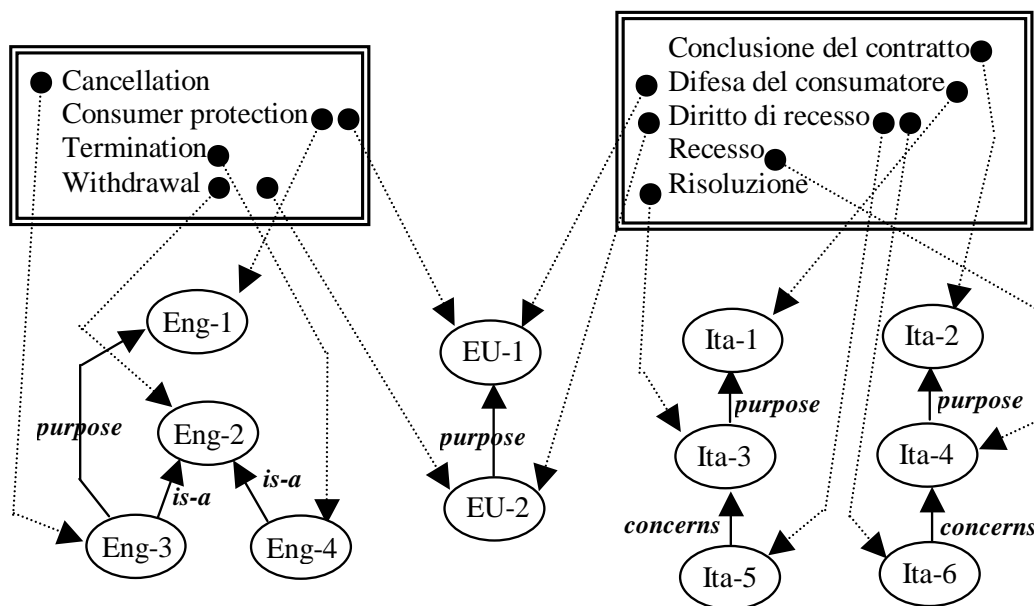 Cancellation
Consumer protection
Termination
Withdrawal
Conclusione del contratto
Difesa del consumatore
Diritto di recesso
Recesso
Risoluzione
Eng-1
EU-1
Ita-1
Ita-2
purpose
Eng-2
purpose
purpose
purpose
is-a
is-a
Ita-3
Ita-4
EU-2
Eng-3
Eng-4
concerns
concerns
Ita-5
Ita-6